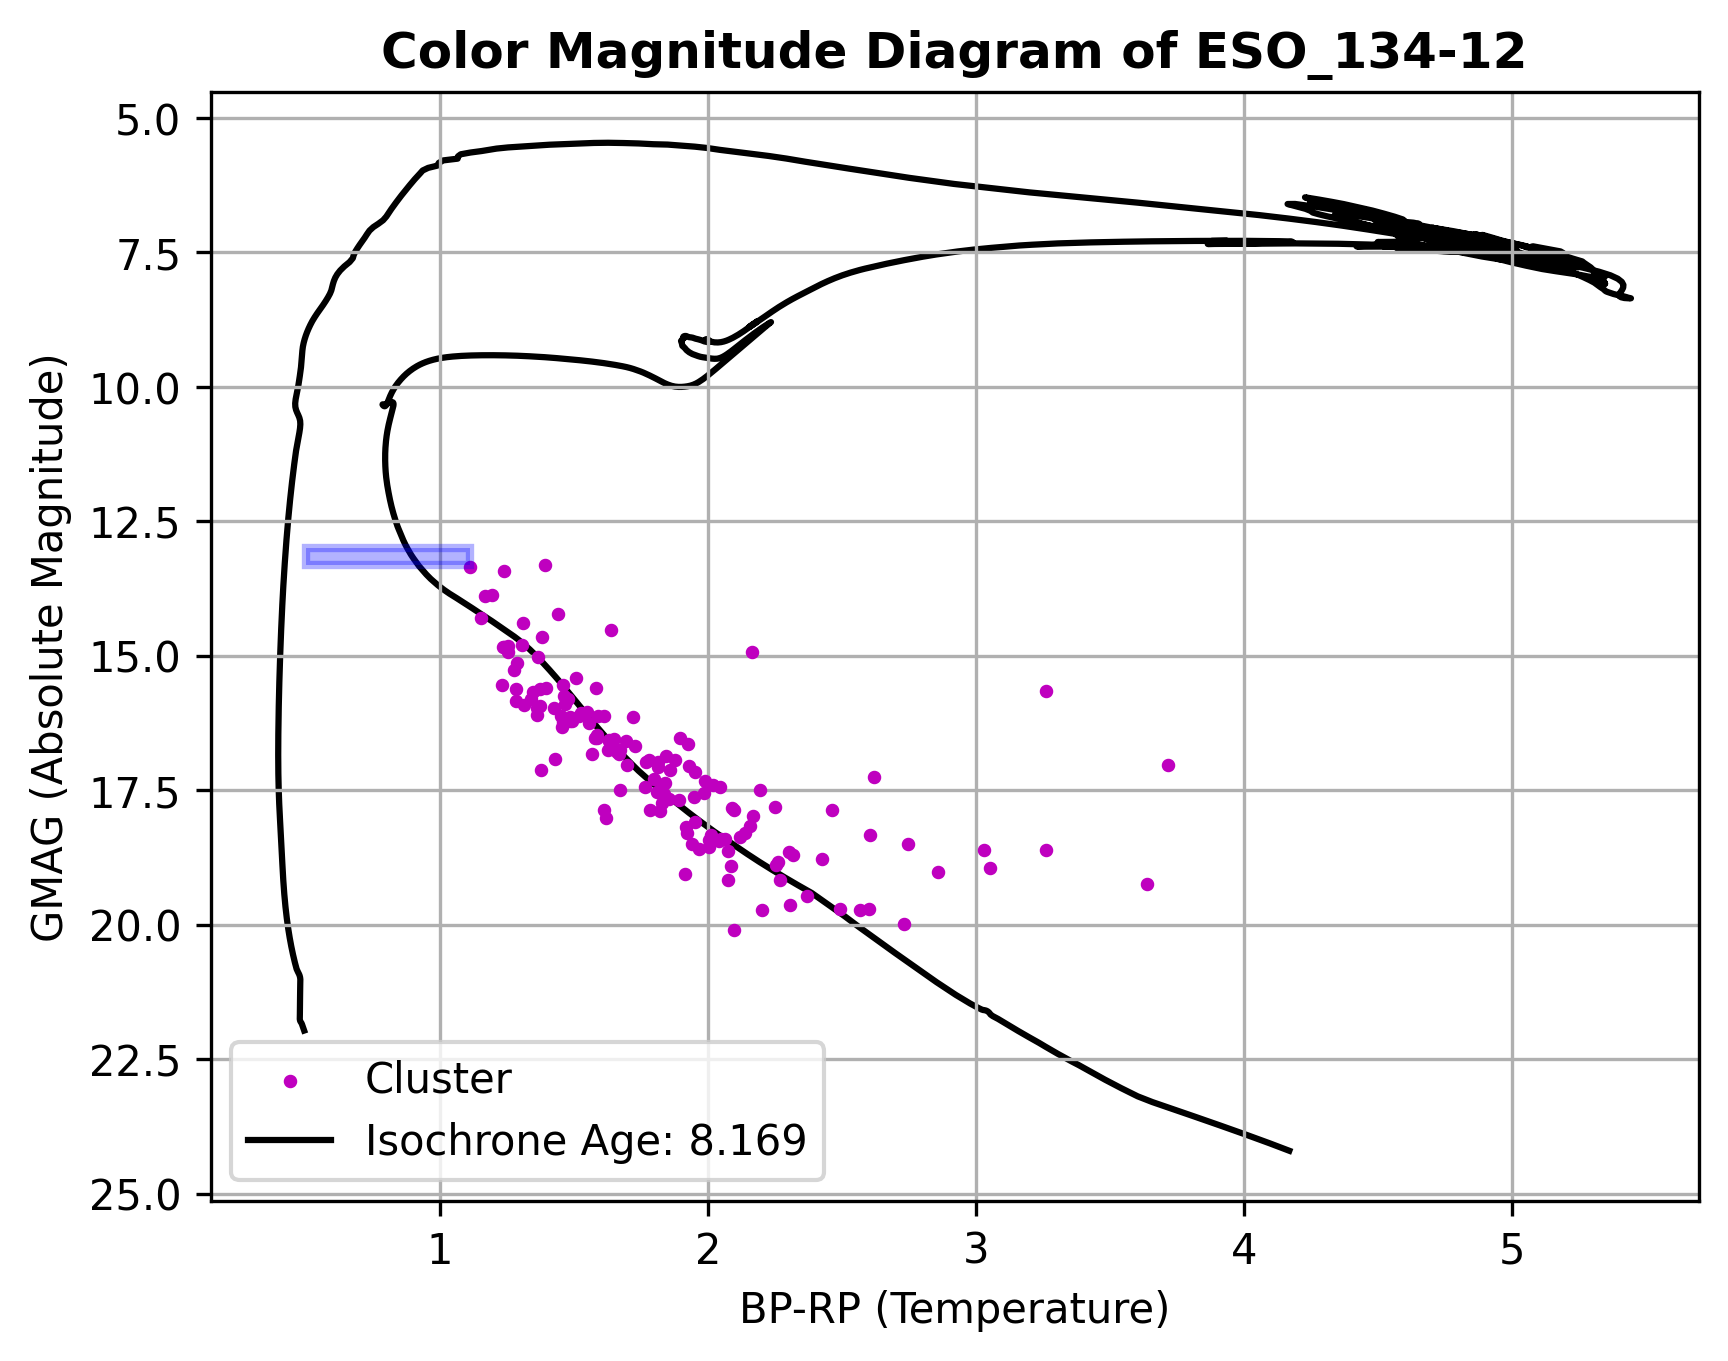 Color Magnitude Diagram of ESO_134-12
GMAG (Absolute Magnitude)
5.0
7.5
10.0
12.5
15.0
17.5
20.0
22.5
25.0
Cluster
Isochrone Age: 8.169
1 2 3 4 5
BP-RP (Temperature)